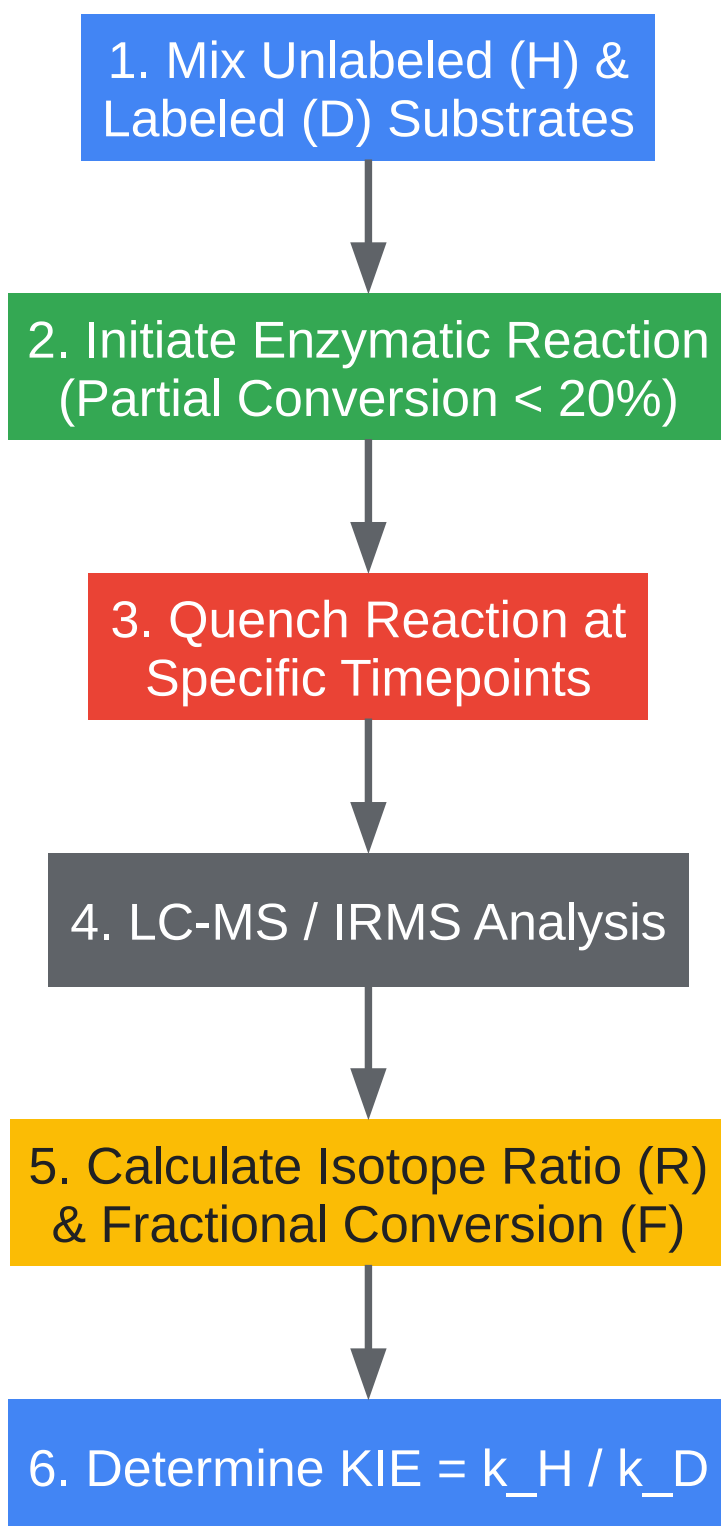 1. Mix Unlabeled (H) &
Labeled (D) Substrates
2. Initiate Enzymatic Reaction
(Partial Conversion < 20%)
3. Quench Reaction at
Specific Timepoints
4. LC-MS / IRMS Analysis
5. Calculate Isotope Ratio (R)
& Fractional Conversion (F)
6. Determine KIE = k_H / k_D